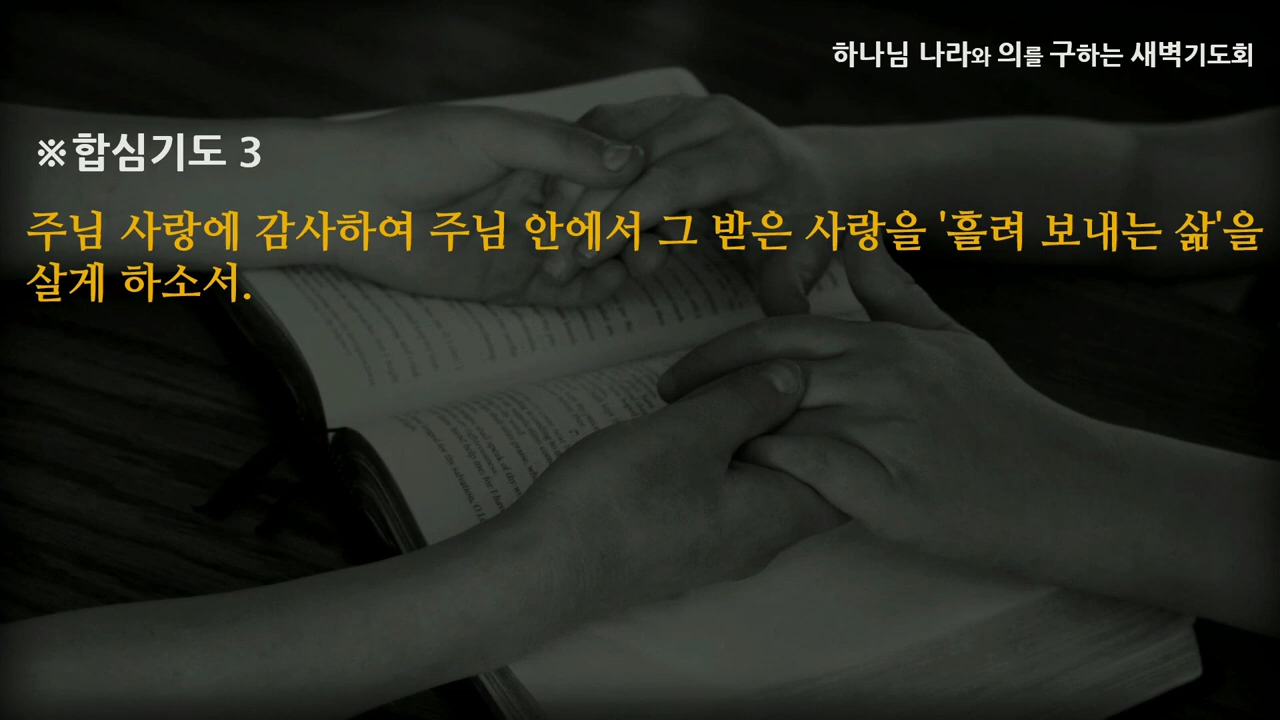 하나님 나라와 의를 구하는 새벽기도회
※합심기도 3
주님 사랑에 감사하여 주님 안에서 그 받은 사랑을 '흘려 보내는 삶'을
살게 하소서.